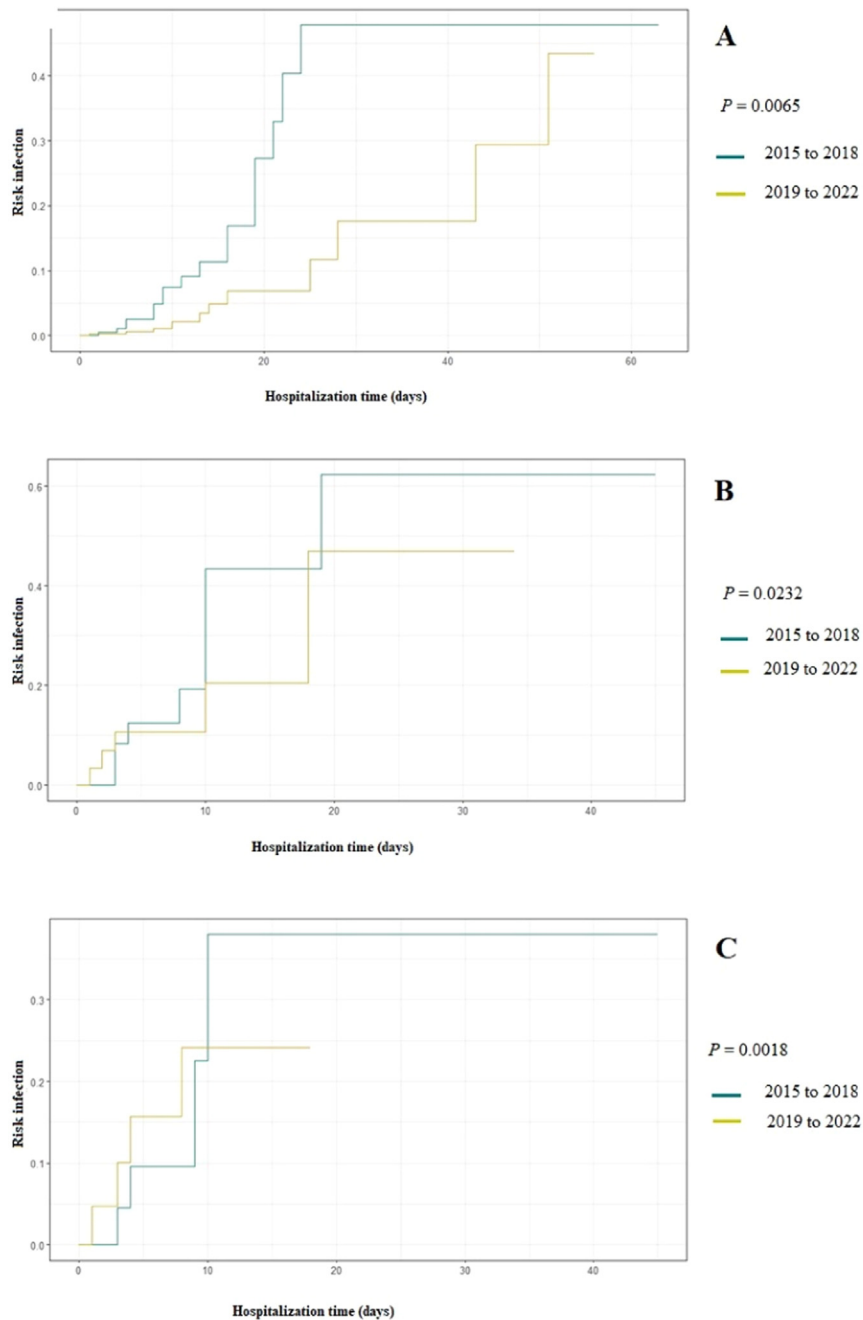 A
P = 0.0065
2015 to 2018
2019 to 2022
Risk infection
0.4
0.3
0.2
0.1
0.0
0 20 40 60
Hospitalization time (days)
B
P = 0.0232
2015 to 2018
2019 to 2022
Risk infection
0.6
0.4
0.2
0.0
0 10 20 30 40
Hospitalization time (days)
C
P = 0.0018
2015 to 2018
2019 to 2022
Risk infection
0.3
0.2
0.1
0.0
0 10 20 30 40
Hospitalization time (days)